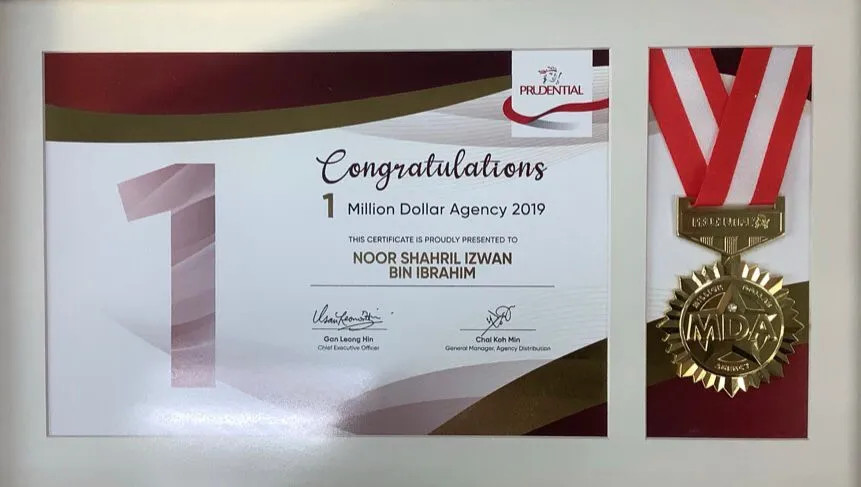 PRUDENTIAL
Congratulations
1 Million Dollar Agency 2019
THIS CERTIFICATE IS PROUDLY PRESENTED TO
NOOR SHAHRIL IZWAN
BIN IBRAHIM
Gan Leong Hin
Chief Executive Officer
Chai Koh Min
General Manager, Agency Distribution
1
PRUDENTIAL
MILLION DOLLAR
MDA
AGENCY